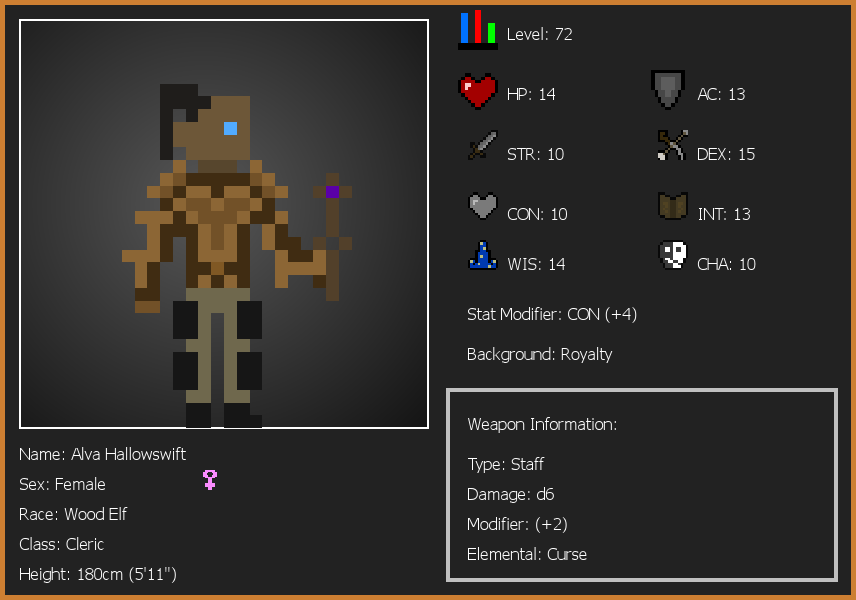 Level: 72
HP: 14
AC: 13
STR: 10
DEX: 15
CON: 10
INT: 13
WIS: 14
CHA: 10
Stat Modifier: CON (+4)
Background: Royalty
Weapon Information:
Type: Staff
Damage: d6
Modifier: (+2)
Elemental: Curse
Name: Alva Hallowswift
Sex: Female
Race: Wood Elf
Class: Cleric
Height: 180cm (5'11")